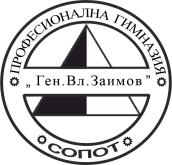 ПРОФЕСИОНАЛНА ГИМНАЗИЯ
„ Ген.Вл.Заимов ”
СОПОТ